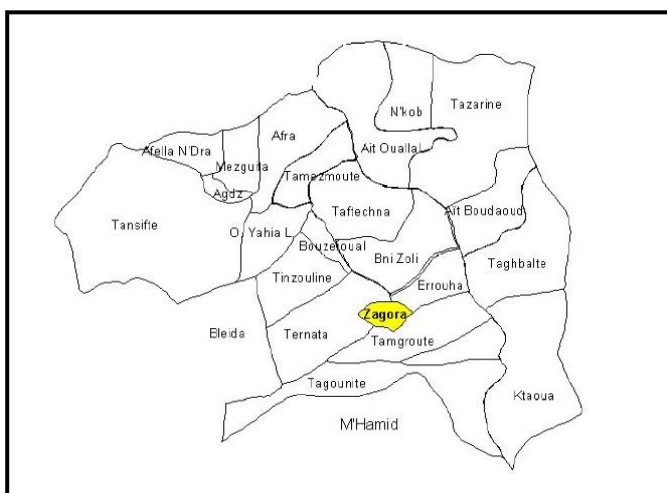 N'kob
Tazarine
Afra
Ait Ouallal
Afella N'Dra
Mezguita
Tamezmoute
Agdz
Taftechna
Aït Boudaoud
Tansifte
O. Yahia L.
Bouzeroual
Bni Zoli
Taghbalte
Tinzouline
Errouha
Zagora
Bleida
Ternata
Tamgroute
Tagounite
Ktaoua
M'Hamid